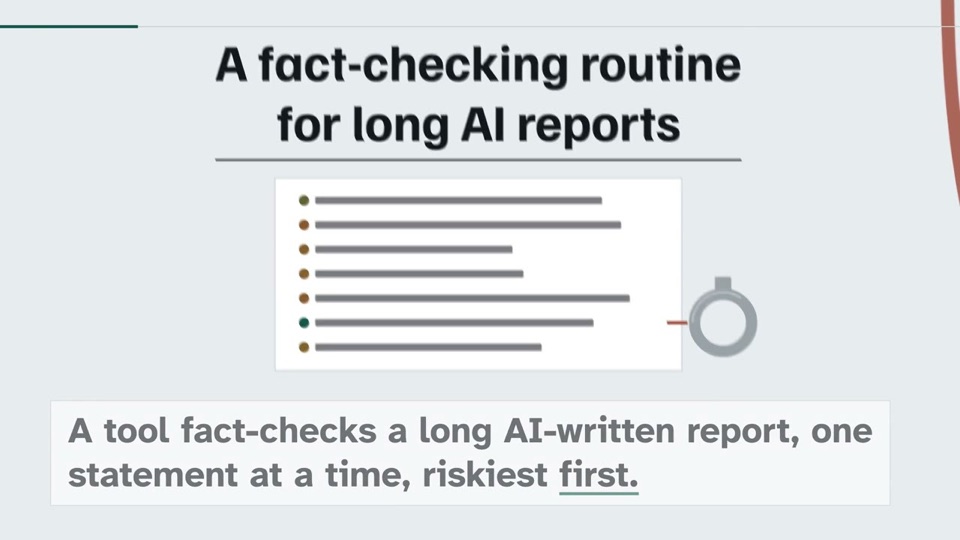 A fact-checking routine
for long AI reports
A tool fact-checks a long AI-written report, one
statement at a time, riskiest first.